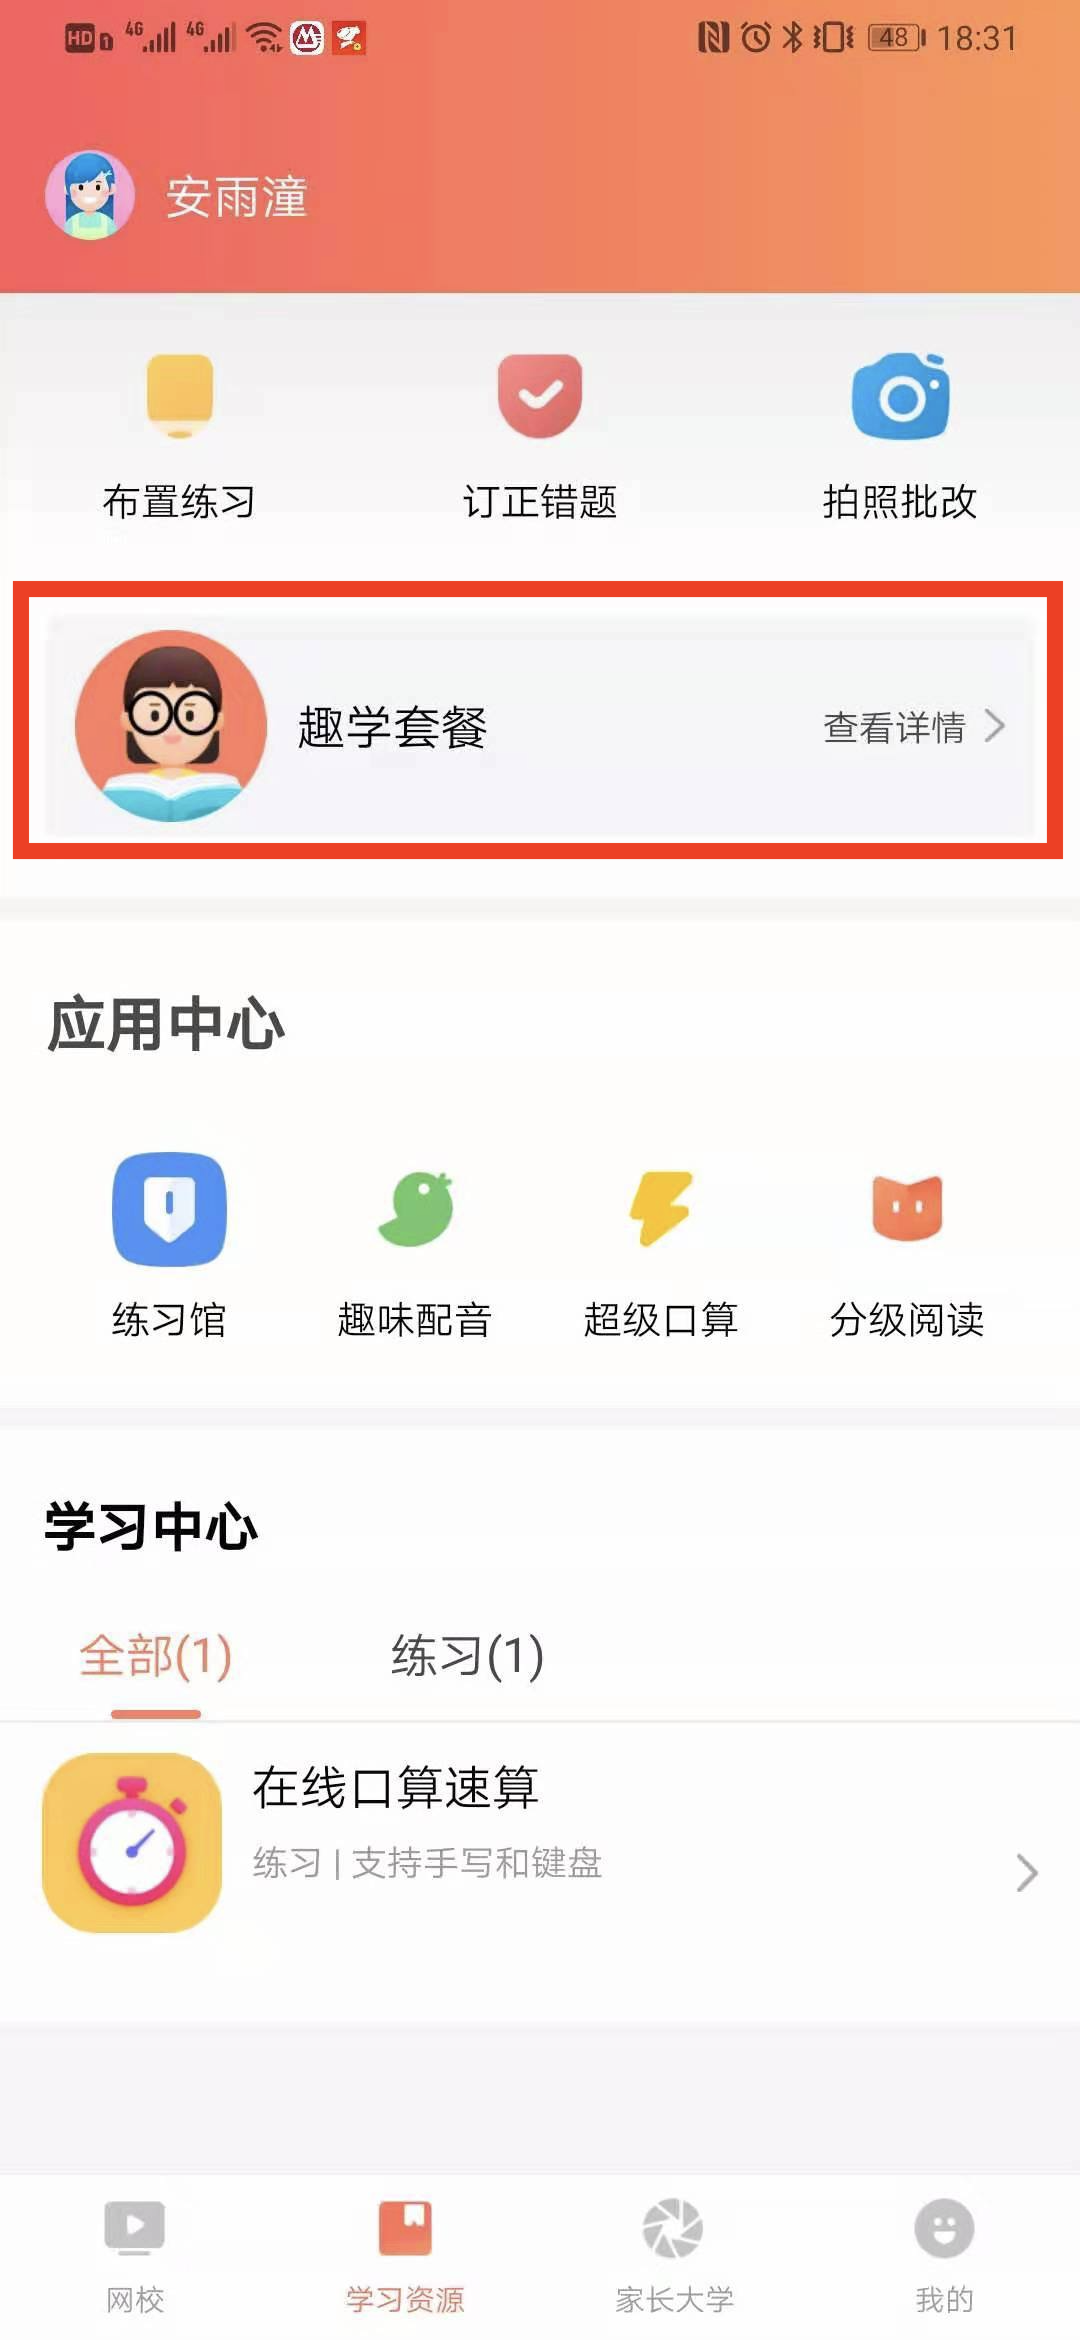 HD 1 4G 4G 48 18:31
安雨潼
布置练习 订正错题 拍照批改
趣学套餐 查看详情
应用中心
练习馆 趣味配音 超级口算 分级阅读
学习中心
全部(1) 练习(1)
在线口算速算
练习 | 支持手写和键盘
网校 学习资源 家长大学 我的